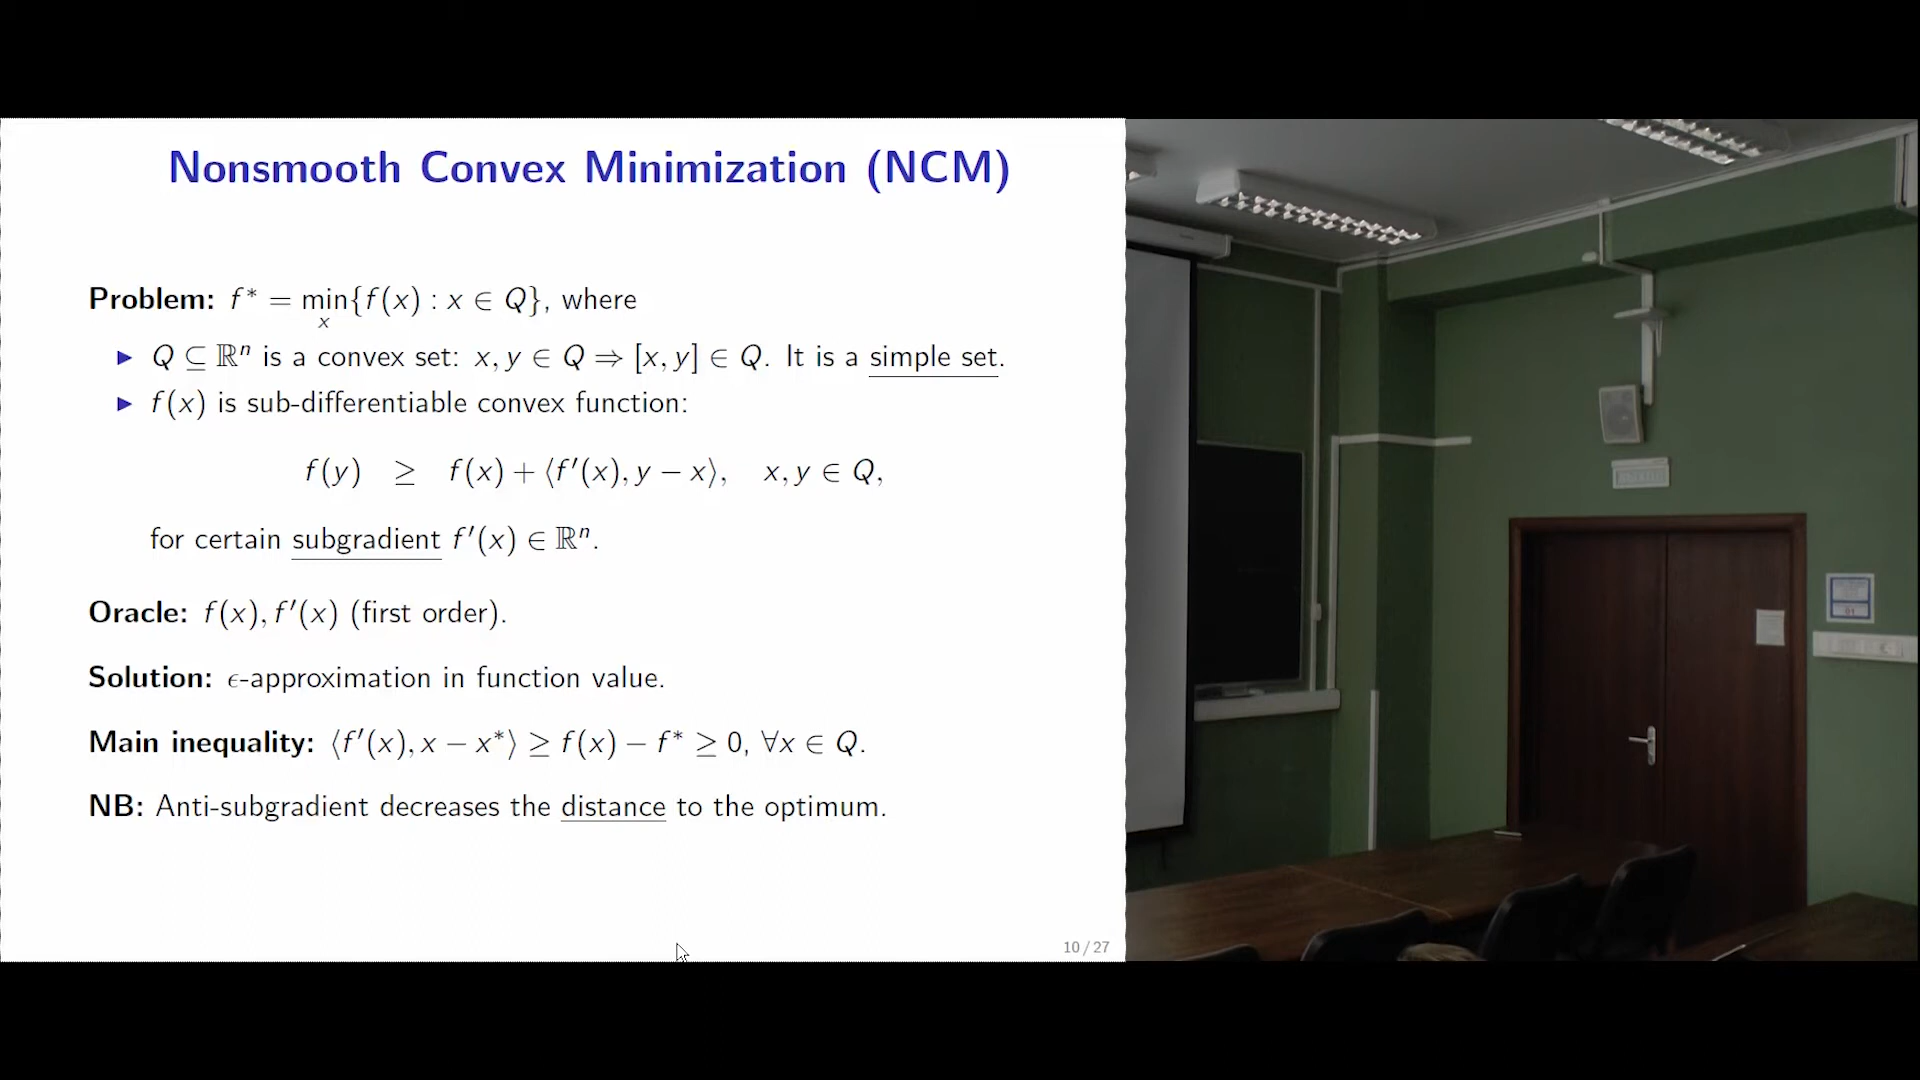 Nonsmooth Convex Minimization (NCM)
Problem: f* = min_x{f(x) : x ∈ Q}, where
▶ Q ⊆ ℝⁿ is a convex set: x, y ∈ Q ⇒ [x, y] ∈ Q. It is a simple set.
▶ f(x) is sub-differentiable convex function:
f(y) ≥ f(x) + ⟨f′(x), y − x⟩, x, y ∈ Q,
for certain subgradient f′(x) ∈ ℝⁿ.
Oracle: f(x), f′(x) (first order).
Solution: ϵ-approximation in function value.
Main inequality: ⟨f′(x), x − x*⟩ ≥ f(x) − f* ≥ 0, ∀x ∈ Q.
NB: Anti-subgradient decreases the distance to the optimum.
10 / 27